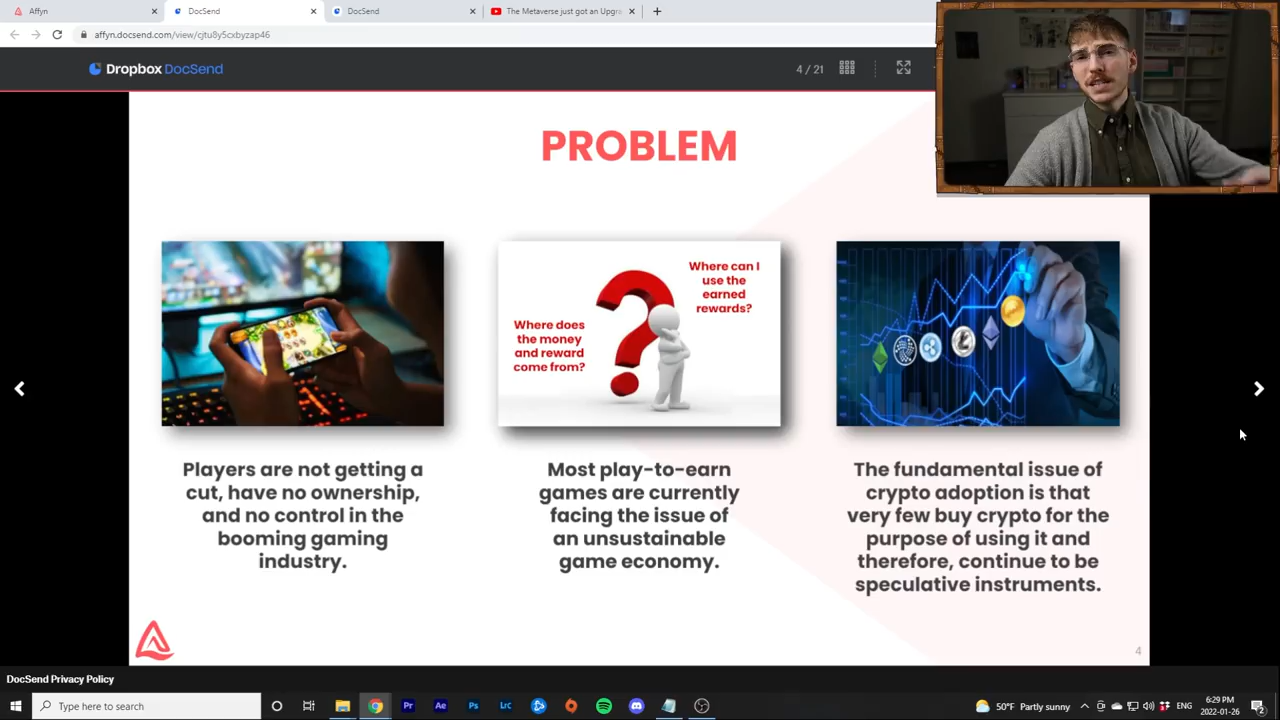 Affyn
DocSend
DocSend
The Metaverse just got an Upgr
affyn.docsend.com/view/cjtu8y5cxbyzap46
Dropbox DocSend
4 / 21
PROBLEM
Where does
the money
and reward
come from?
Where can I
use the
earned
rewards?
Players are not getting a
cut, have no ownership,
and no control in the
booming gaming
industry.
Most play-to-earn
games are currently
facing the issue of
an unsustainable
game economy.
The fundamental issue of
crypto adoption is that
very few buy crypto for the
purpose of using it and
therefore, continue to be
speculative instruments.
4
DocSend Privacy Policy
Type here to search
Pr
Ae
Ps
LrC
50°F Partly sunny
ENG
6:29 PM
2022-01-26
2